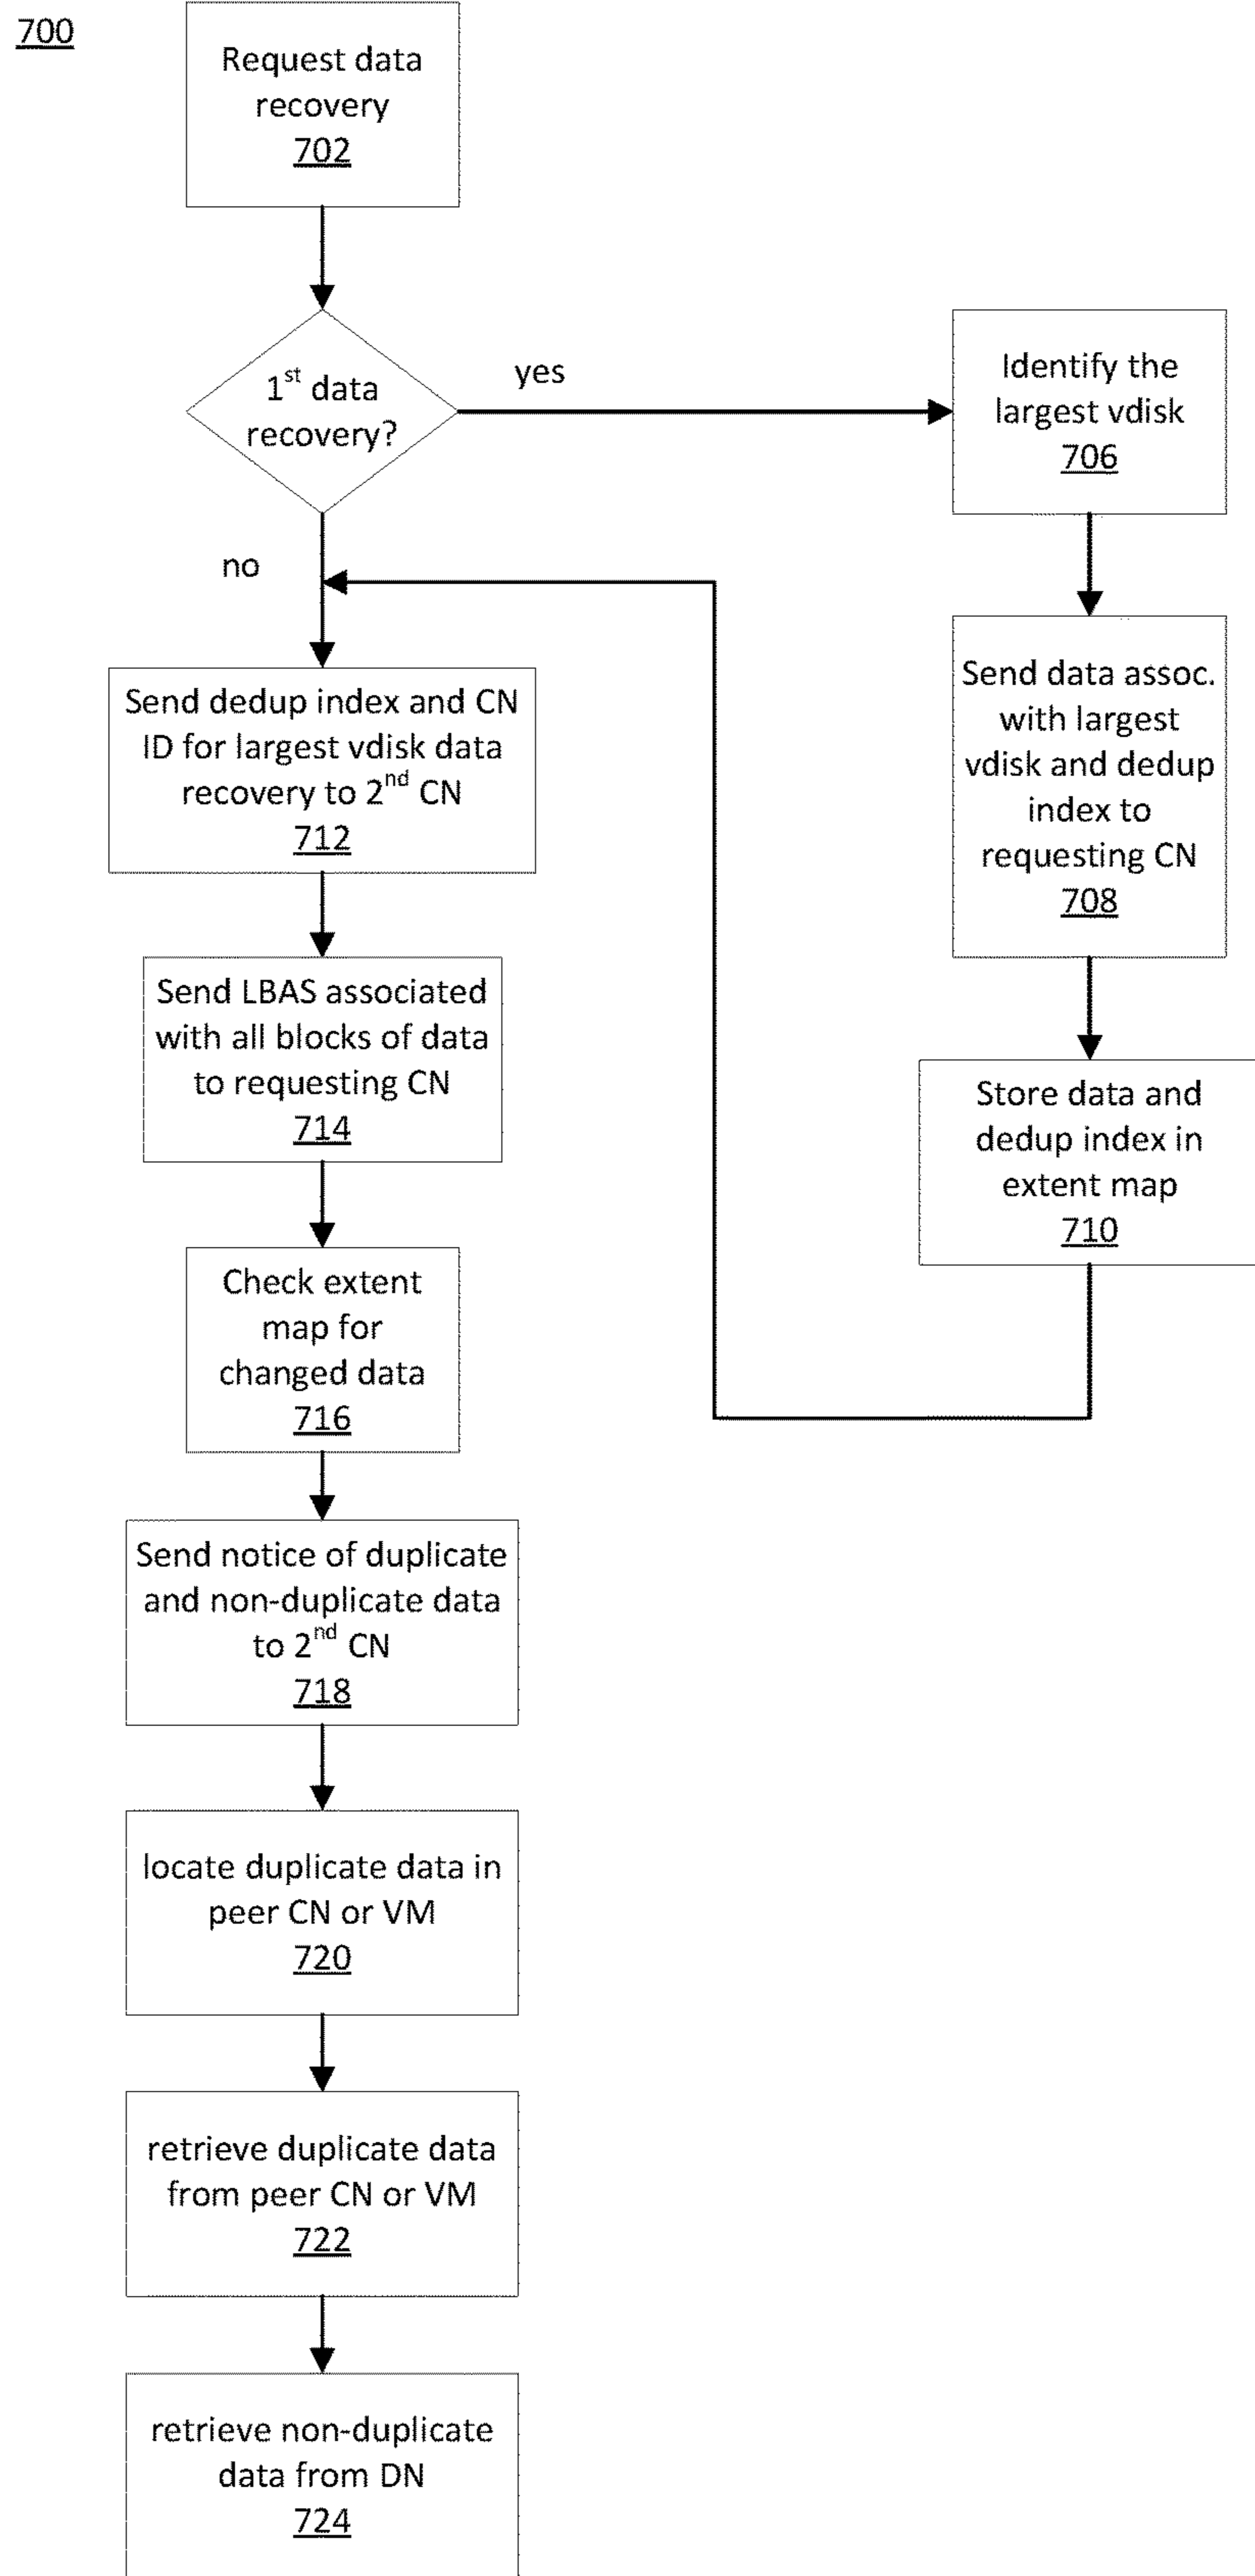 700
Request data
recovery
702
1st data
recovery?
yes
no
Identify the
largest vdisk
706
Send data assoc.
with largest
vdisk and dedup
index to
requesting CN
708
Store data and
dedup index in
extent map
710
Send dedup index and CN
ID for largest vdisk data
recovery to 2nd CN
712
Send LBAS associated
with all blocks of data
to requesting CN
714
Check extent
map for
changed data
716
Send notice of duplicate
and non-duplicate data
to 2nd CN
718
locate duplicate data in
peer CN or VM
720
retrieve duplicate data
from peer CN or VM
722
retrieve non-duplicate
data from DN
724